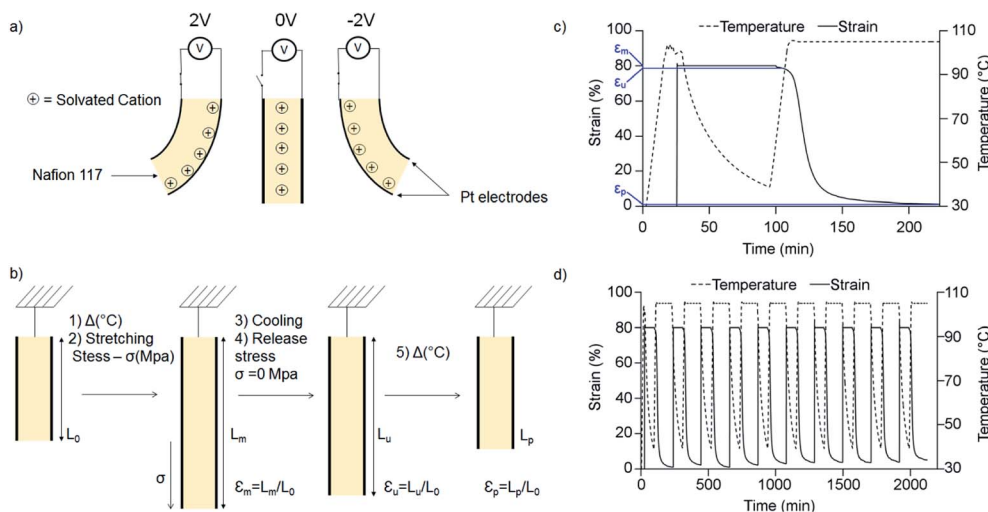 a)
2V
0V
-2V
V
V
V
= Solvated Cation
Nafion 117
Pt electrodes
b)
1) Δ(°C)
2) Stretching
Stess – σ(Mpa)
3) Cooling
4) Release
stress
σ =0 Mpa
5) Δ(°C)
L₀
Lₘ
Lᵤ
Lₚ
σ
Ɛₘ=Lₘ/L₀
Ɛᵤ=Lᵤ/L₀
Ɛₚ=Lₚ/L₀
c)
Temperature
Strain
Strain (%)
100
80
60
40
20
0
εₘ
εᵤ
εₚ
105
90
70
50
30
Temperature (°C)
0
50
100
150
200
Time (min)
d)
Temperature
Strain
Strain (%)
100
80
60
40
20
0
110
90
70
50
30
Temperature (°C)
0
500
1000
1500
2000
Time (min)